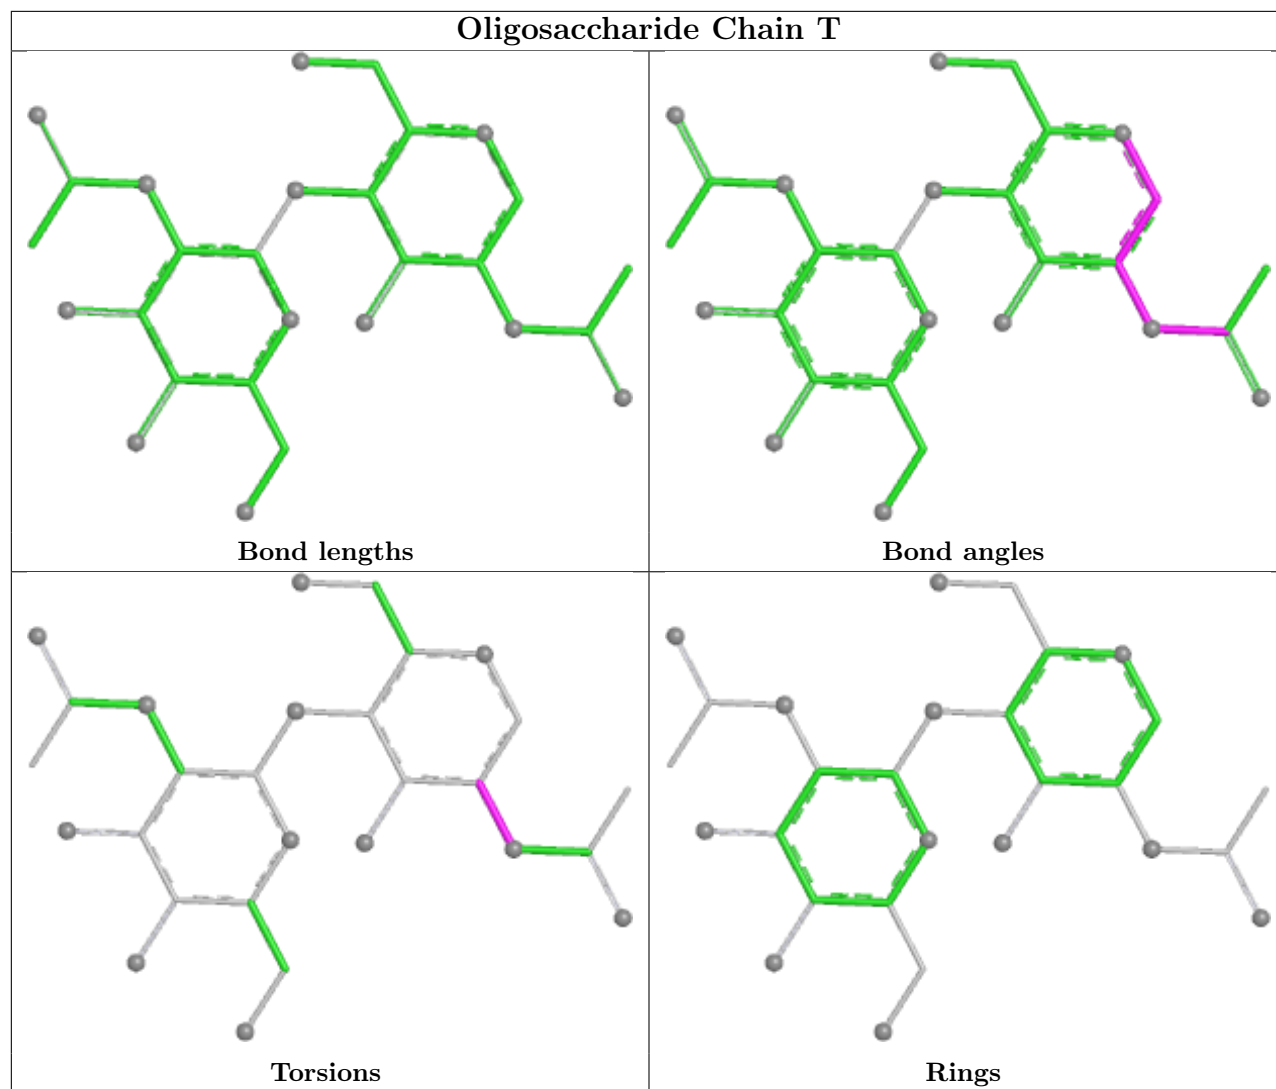 Oligosaccharide Chain T
Bond lengths
Bond angles
Torsions
Rings